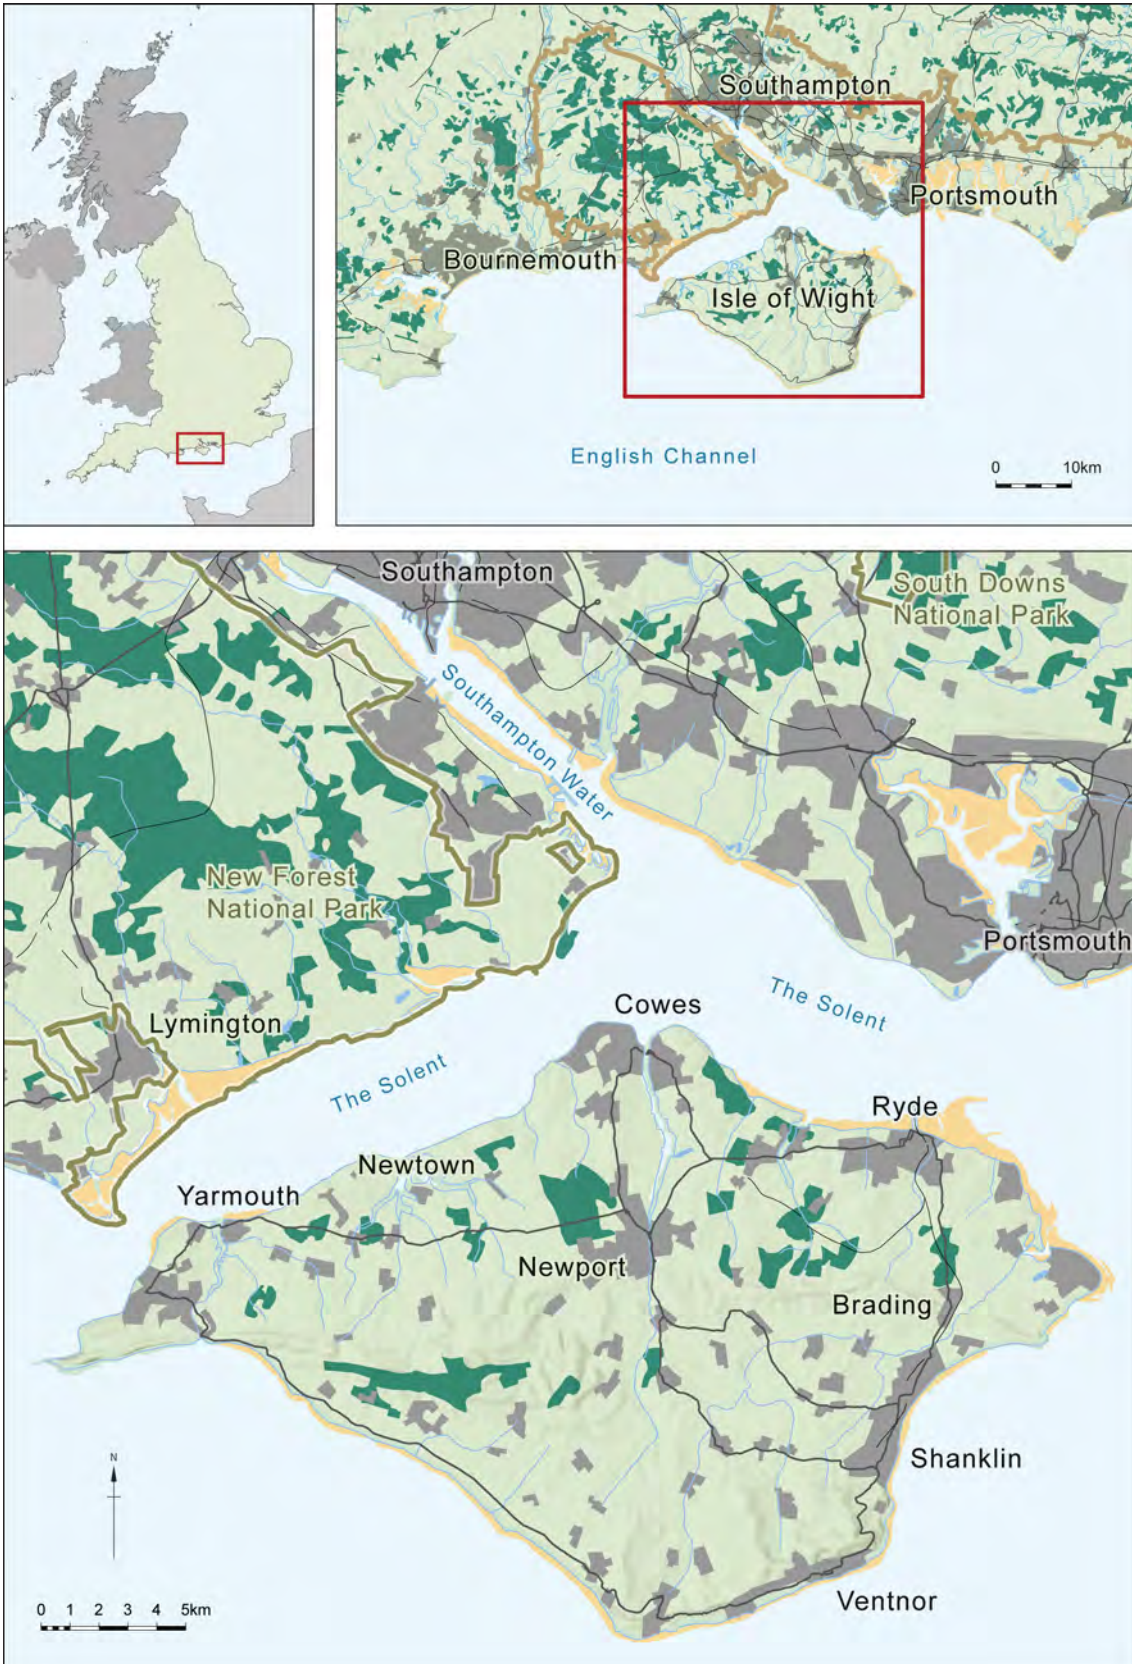 Southampton
Portsmouth
Bournemouth
Isle of Wight
English Channel
0 10km
Southampton
South Downs
National Park
Southampton Water
New Forest
National Park
Portsmouth
The Solent
Cowes
Lymington
The Solent
Ryde
Newtown
Yarmouth
Newport
Brading
Shanklin
N
Ventnor
0 1 2 3 4 5km